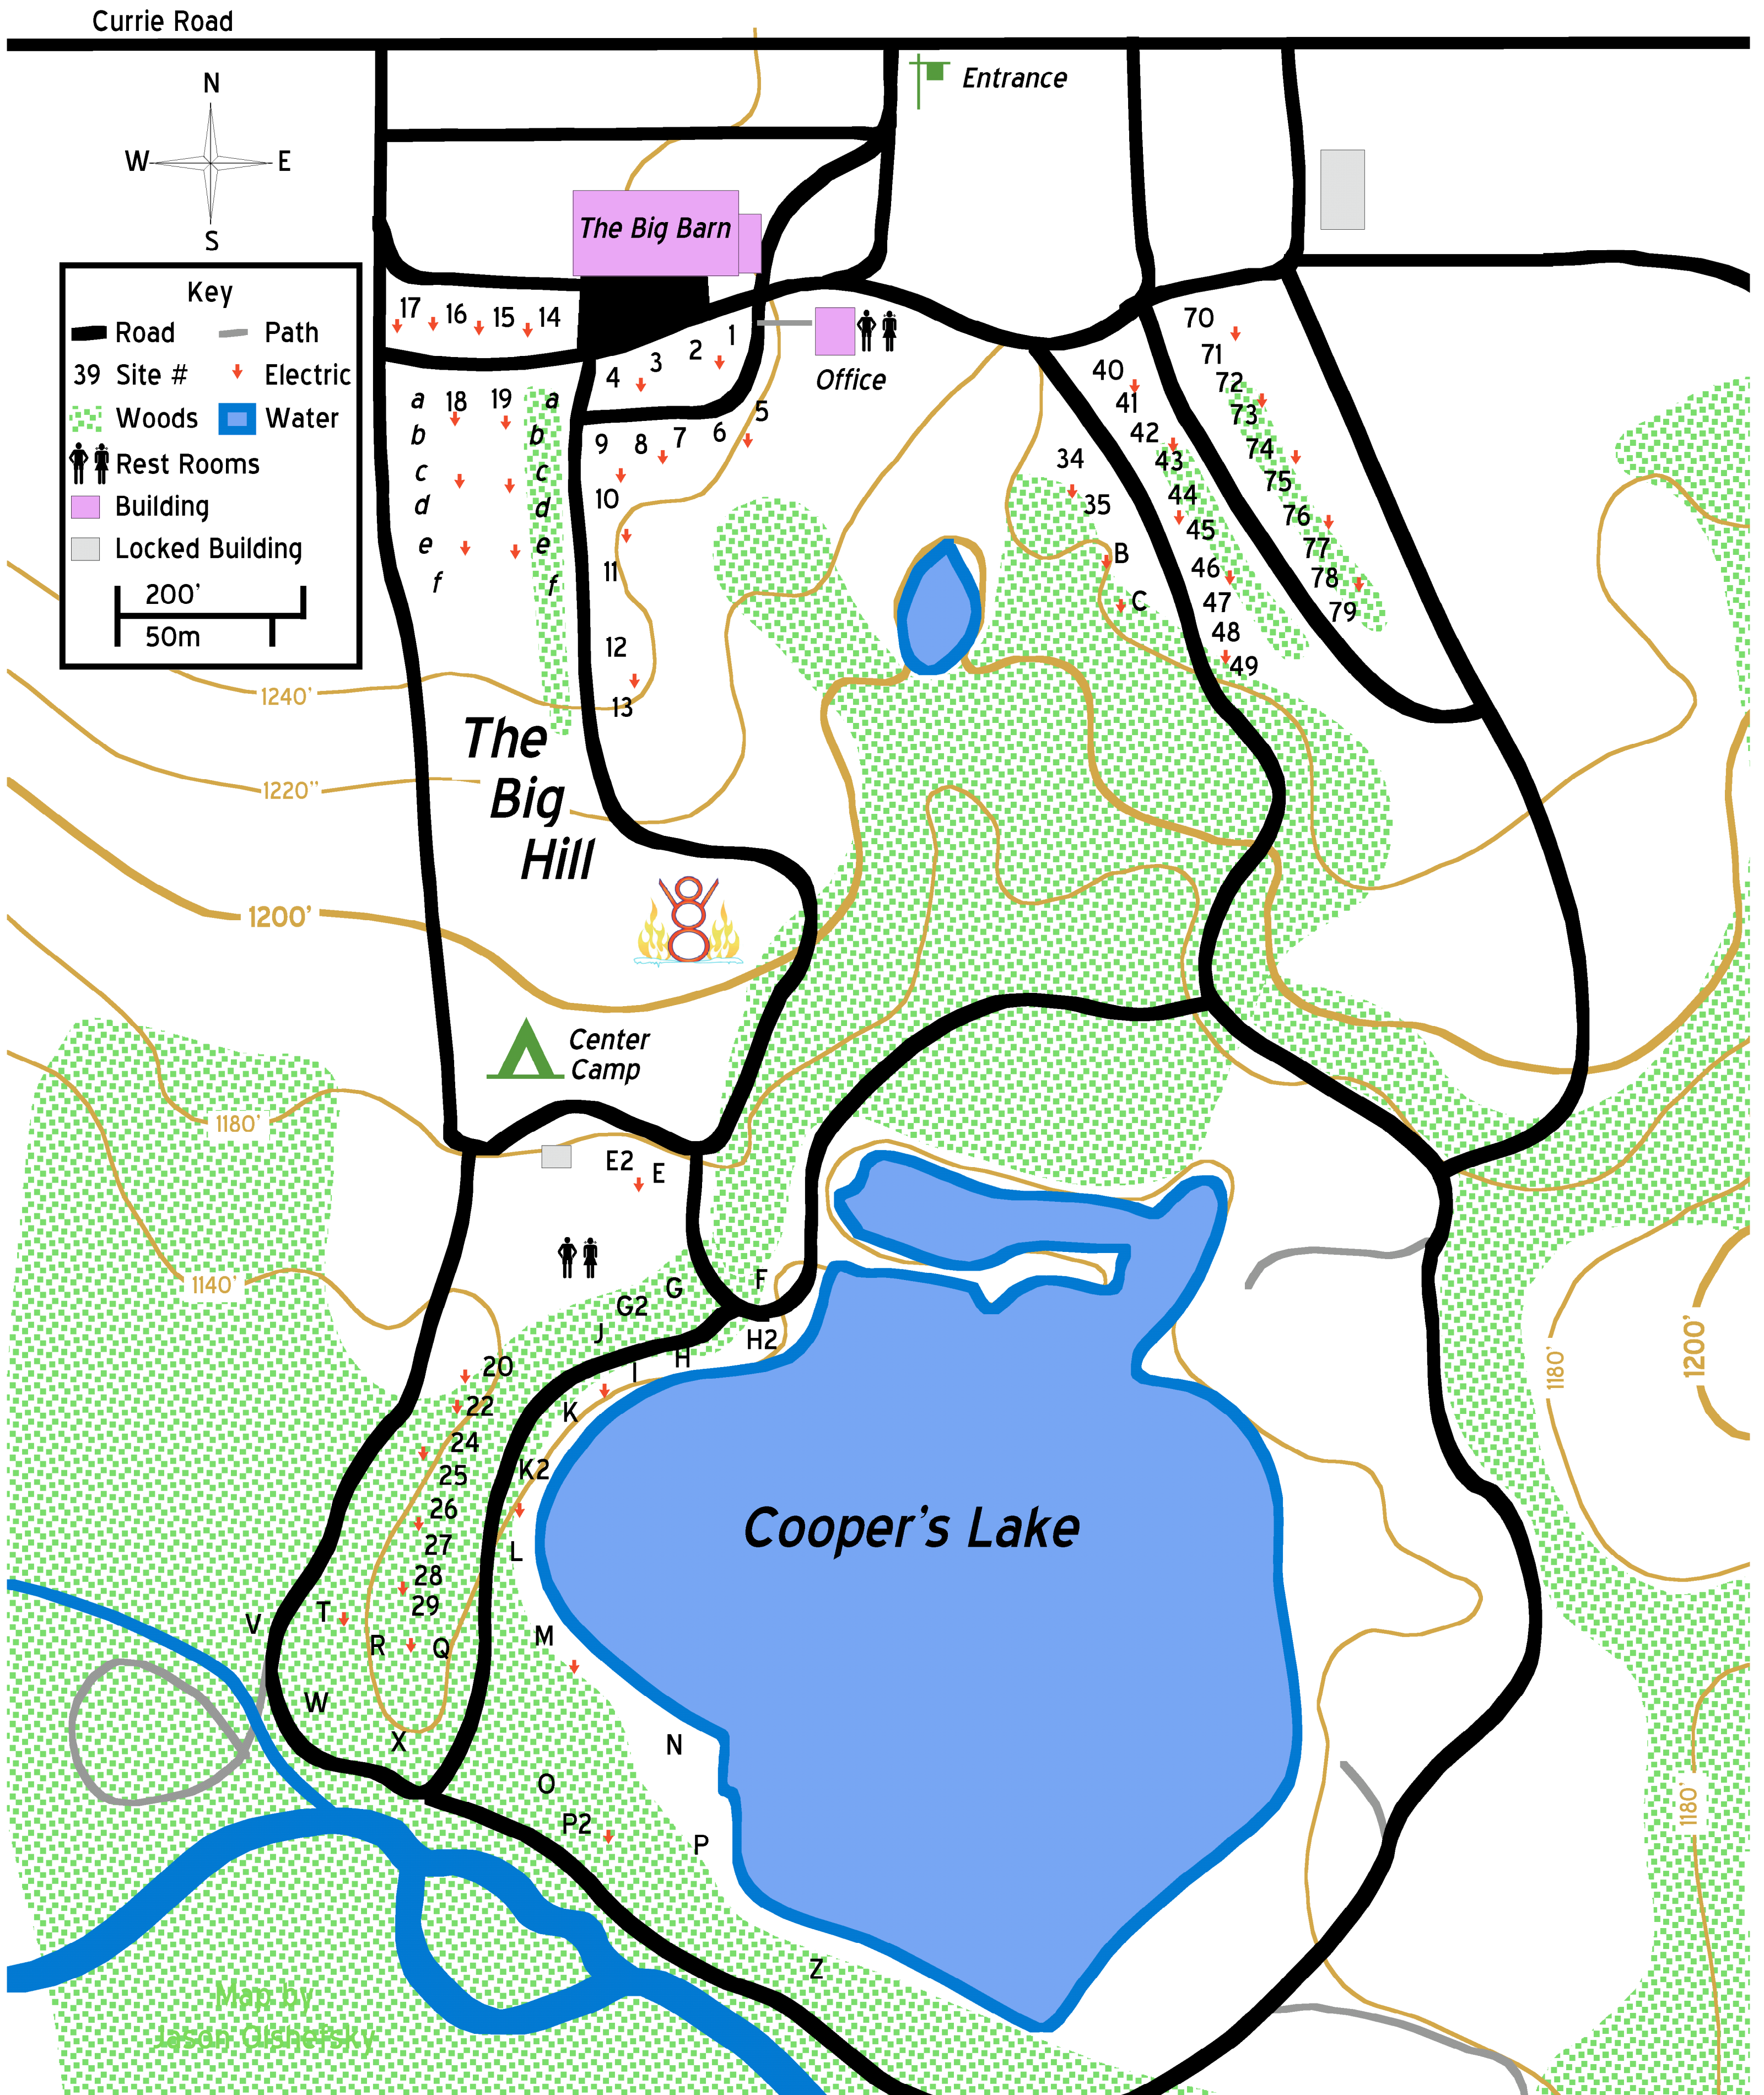 Currie Road
Entrance
N
W E
S
The Big Barn
Key
Road Path
39 Site # Electric
Woods Water
Rest Rooms
Building
Locked Building
200'
50m
17 16 15 14
1
2
3
4
Office
70
71
72
73
74
75
76
77
78
79
40
41
42
43
44
45
46
47
48
49
34
35
B
C
a 18 19 a
b b
c c
d d
e e
f f
5
6
7
8
9
10
11
12
13
1240'
1220''
1200'
The
Big
Hill
8
Center
Camp
1180'
1140'
E2 E
F
G
G2
J
H2
H
I
K
K2
L
M
N
O
P2
P
20
22
24
25
26
27
28
29
V T
R Q
W
X
Z
Cooper's Lake
1180'
1200'
1180'
Map by
Jason Olshefsky